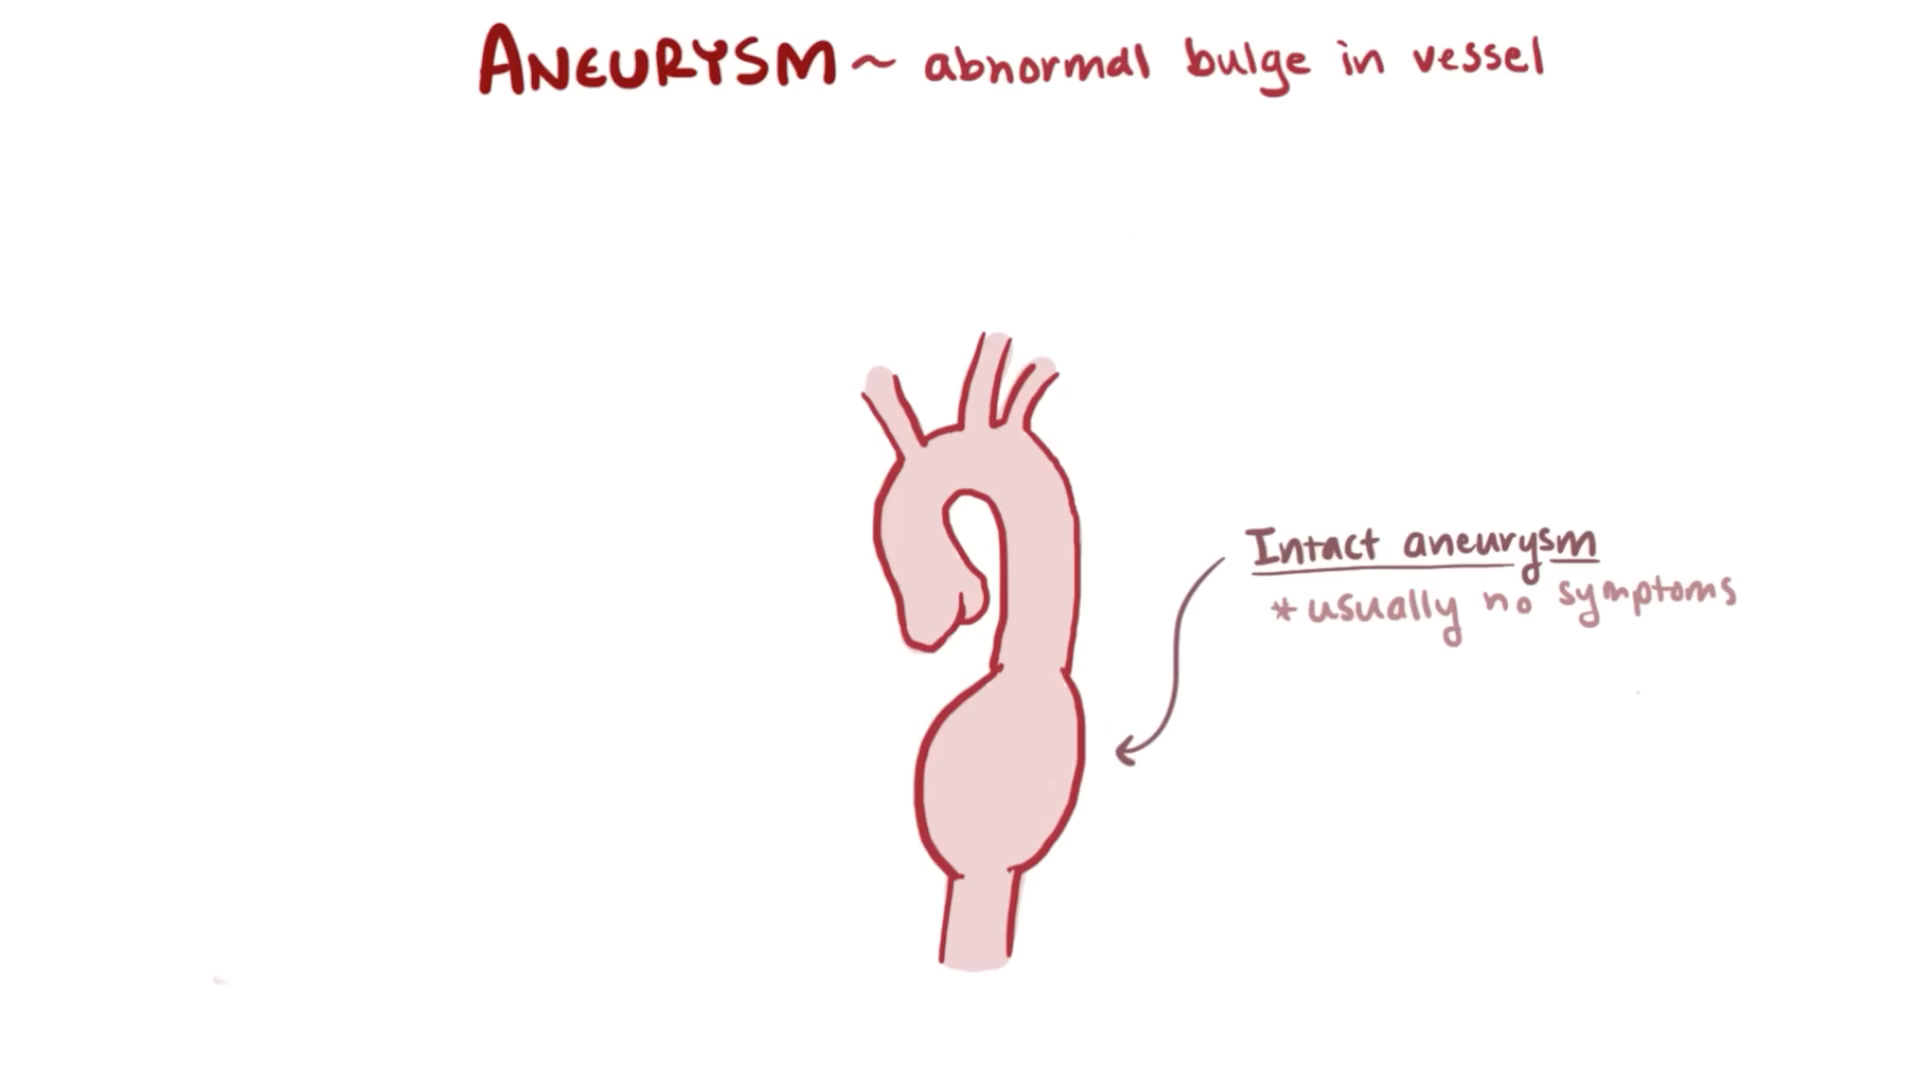 ANEURYSM ~ abnormal bulge in vessel
Intact aneurysm
* usually no symptoms